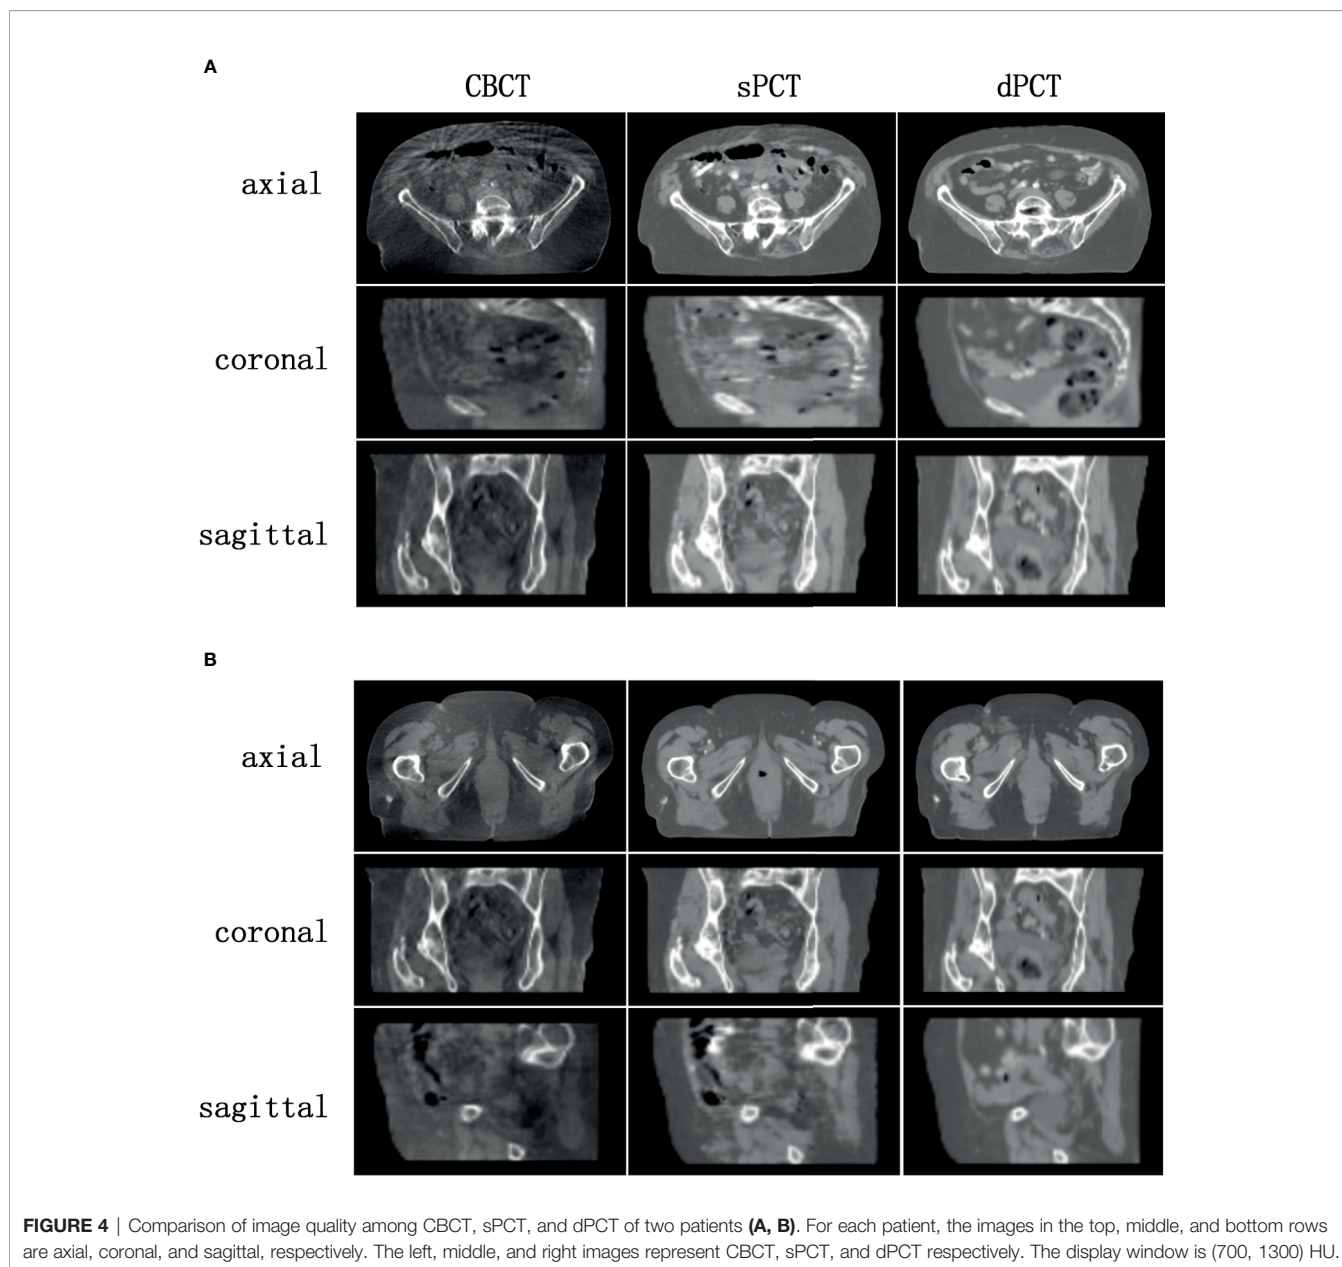 A
CBCT sPCT dPCT
axial
coronal
sagittal
B
axial
coronal
sagittal
FIGURE 4 | Comparison of image quality among CBCT, sPCT, and dPCT of two patients (A, B). For each patient, the images in the top, middle, and bottom rows
are axial, coronal, and sagittal, respectively. The left, middle, and right images represent CBCT, sPCT, and dPCT respectively. The display window is (700, 1300) HU.